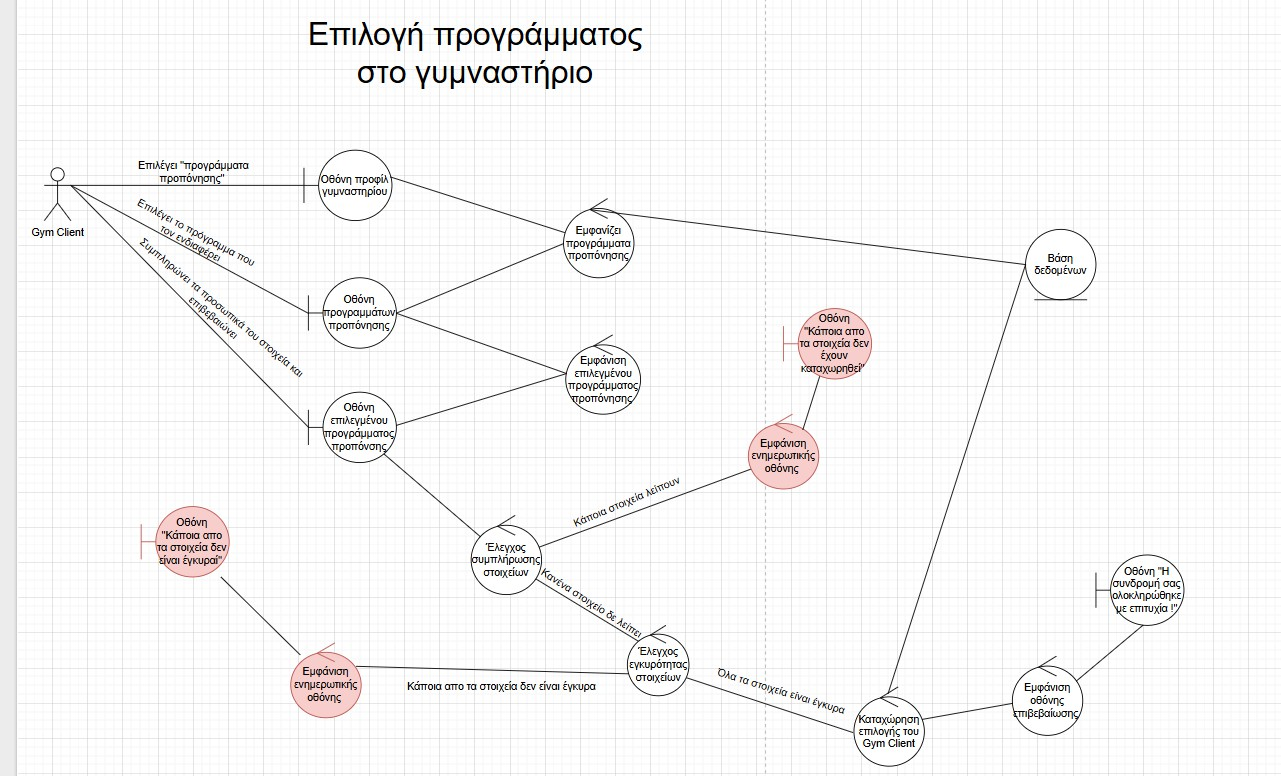 Επιλογή προγράμματος
στο γυμναστήριο
Επιλέγει "προγράμματα
προπόνησης"
Οθόνη προφίλ
γυμναστηρίου
Gym Client
Επιλέγει το πρόγραμμα που
τον ενδιαφέρει
Συμπληρώνει τα προσωπικά του στοιχεία και
επιβεβαιώνει
Εμφανίζει
προγράμματα
προπόνησης
Βάση
δεδομένων
Οθόνη
προγραμμάτων
προπόνησης
Οθόνη
"Κάποια απο
τα στοιχεία δεν
έχουν
καταχωρηθεί"
Εμφάνιση
επιλεγμένου
προγράμματος
προπόνησης
Οθόνη
επιλεγμένου
προγράμματος
προπόνσης
Εμφάνιση
ενημερωτικής
οθόνης
Κάποια στοιχεία λείπουν
Οθόνη
"Κάποια απο
τα στοιχεία δεν
είναι έγκυραί"
Έλεγχος
συμπλήρωσης
στοιχείων
Κανένα στοιχείο δε λείπει
Οθόνη "Η
συνδρομή σας
ολοκληρώθηκε
με επιτυχία !"
Έλεγχος
εγκυρότητας
στοιχείων
Εμφάνιση
ενημερωτικής
οθόνης
Κάποια απο τα στοιχεία δεν είναι έγκυρα
Όλα τα στοιχεία είναι έγκυρα
Εμφάνιση
οθόνης
επιβεβαίωσης
Καταχώρηση
επιλογής του
Gym Client